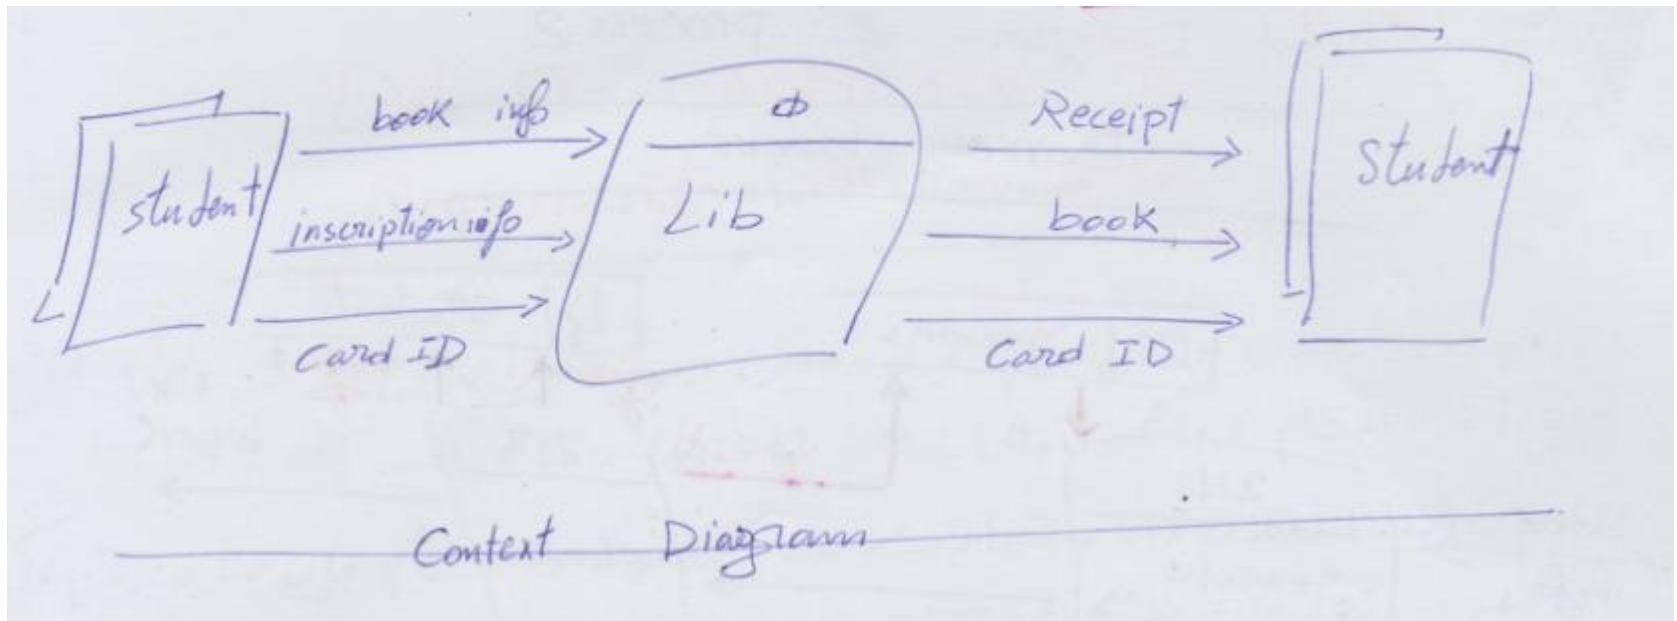 book info
Φ
Receipt
student
Student
inscription info
Lib
book
Card ID
Card ID
Context Diagram